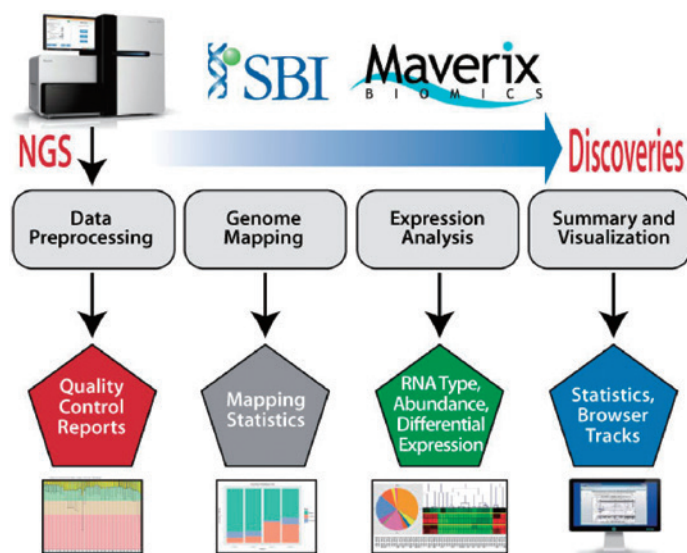 SBI
Maverix
BIOMICS
NGS
Discoveries
Data
Preprocessing
Genome
Mapping
Expression
Analysis
Summary and
Visualization
Quality
Control
Reports
Mapping
Statistics
RNA Type,
Abundance,
Differential
Expression
Statistics,
Browser
Tracks